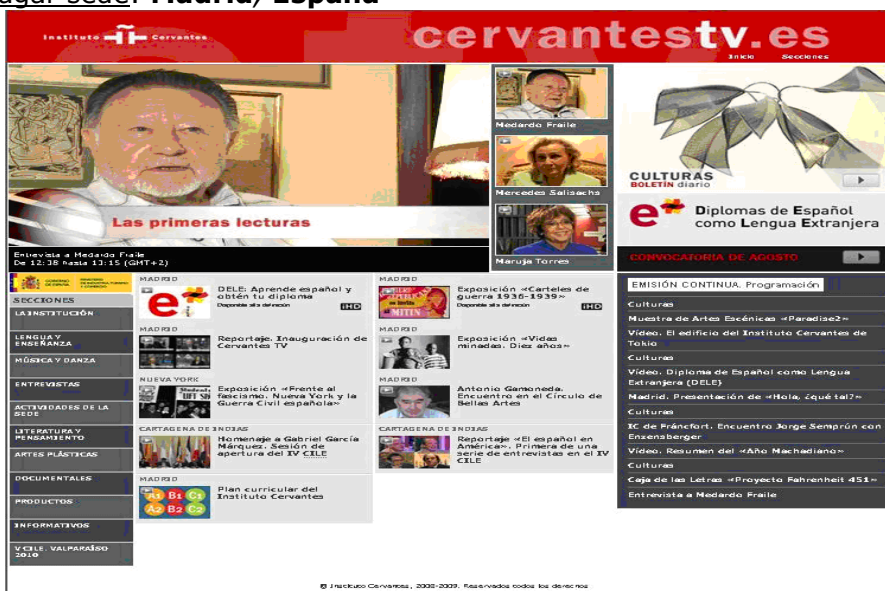 Lugar sede: Madrid, España
Instituto Cervantes
cervantestv.es
Inicio Secciones
Las primeras lecturas
Entrevista a Medardo Fraile
De 12:38 hasta 13:15 (GMT+2)
Medardo Fraile
Mercedes Salisachs
Maruja Torres
CULTURAS
BOLETÍN diario
e
Diplomas de Español
como Lengua Extranjera
CONVOCATORIA DE AGOSTO
SECCIONES
LA INSTITUCIÓN
LENGUA Y
ENSEÑANZA
MÚSICA Y DANZA
ENTREVISTAS
ACTIVIDADES DE LA
SEDE
LITERATURA Y
PENSAMIENTO
ARTES PLÁSTICAS
DOCUMENTALES
PRODUCTOS
INFORMATIVOS
V CILE. VALPARAÍSO
2010
MADRID
DELE: Aprende español y
obtén tu diploma
Disponible alta definición
HD
MADRID
Reportaje. Inauguración de
Cervantes TV
NUEVA YORK
Exposición «Frente al
fascismo. Nueva York y la
Guerra Civil española»
CARTAGENA DE INDIAS
Homenaje a Gabriel García
Márquez. Sesión de
apertura del IV CILE
MADRID
A1 B1 C1
A2 B2 C2
Plan curricular del
Instituto Cervantes
MADRID
MITIN
Exposición «Carteles de
guerra 1936-1939»
Disponible alta definición
HD
MADRID
Exposición «Vidas
minadas. Diez años»
MADRID
Antonio Gamoneda.
Encuentro en el Círculo de
Bellas Artes
CARTAGENA DE INDIAS
Reportaje «El español en
América». Primera de una
serie de entrevistas en el IV
CILE
EMISIÓN CONTINUA. Programación
Culturas
Muestra de Artes Escénicas «Paradise2»
Vídeo. El edificio del Instituto Cervantes de
Tokio
Culturas
Vídeo. Diploma de Español como Lengua
Extranjera (DELE)
Madrid. Presentación de «Hola, ¿qué tal?»
Culturas
IC de Fráncfort. Encuentro Jorge Semprún con
Enzensberger
Vídeo. Resumen del «Año Machadiano»
Culturas
Caja de las Letras «Proyecto Fahrenheit 451»
Entrevista a Medardo Fraile
© Instituto Cervantes, 2008-2009. Reservados todos los derechos